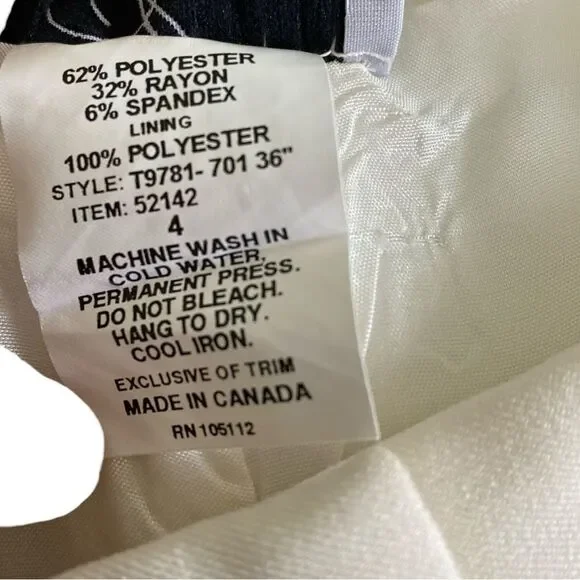 62% POLYESTER
32% RAYON
6% SPANDEX
LINING
100% POLYESTER
STYLE: T9781- 701 36"
ITEM: 52142
4
MACHINE WASH IN
COLD WATER,
PERMANENT PRESS.
DO NOT BLEACH.
HANG TO DRY.
COOL IRON.
EXCLUSIVE OF TRIM
MADE IN CANADA
RN 105112